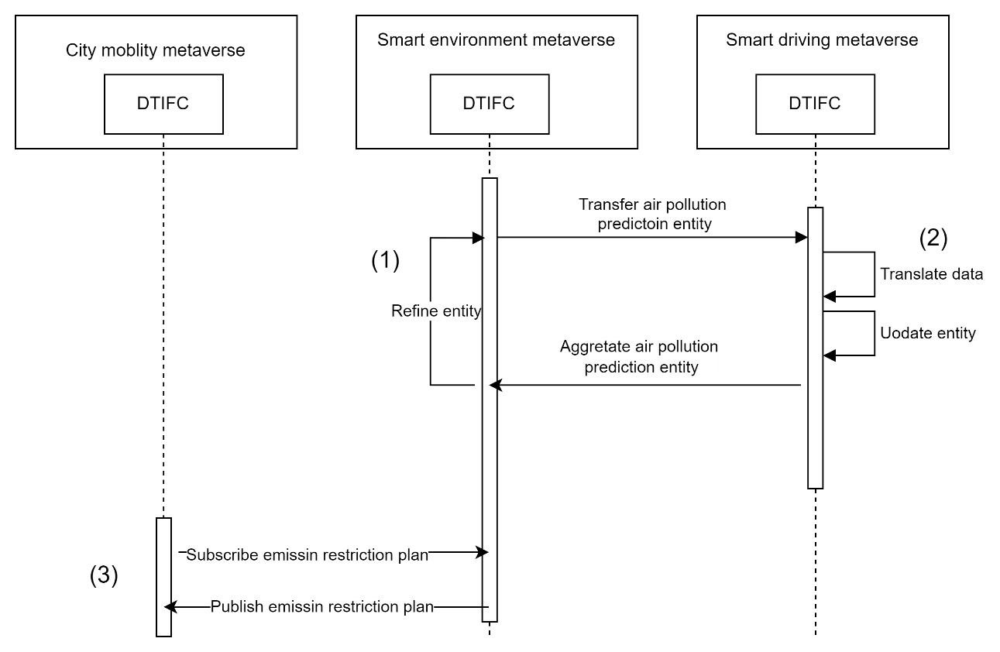 City moblity metaverse
DTIFC
Smart environment metaverse
DTIFC
Smart driving metaverse
DTIFC
Transfer air pollution
predictoin entity
(1)
(2)
Translate data
Refine entity
Uodate entity
Aggretate air pollution
prediction entity
(3)
Subscribe emissin restriction plan
Publish emissin restriction plan